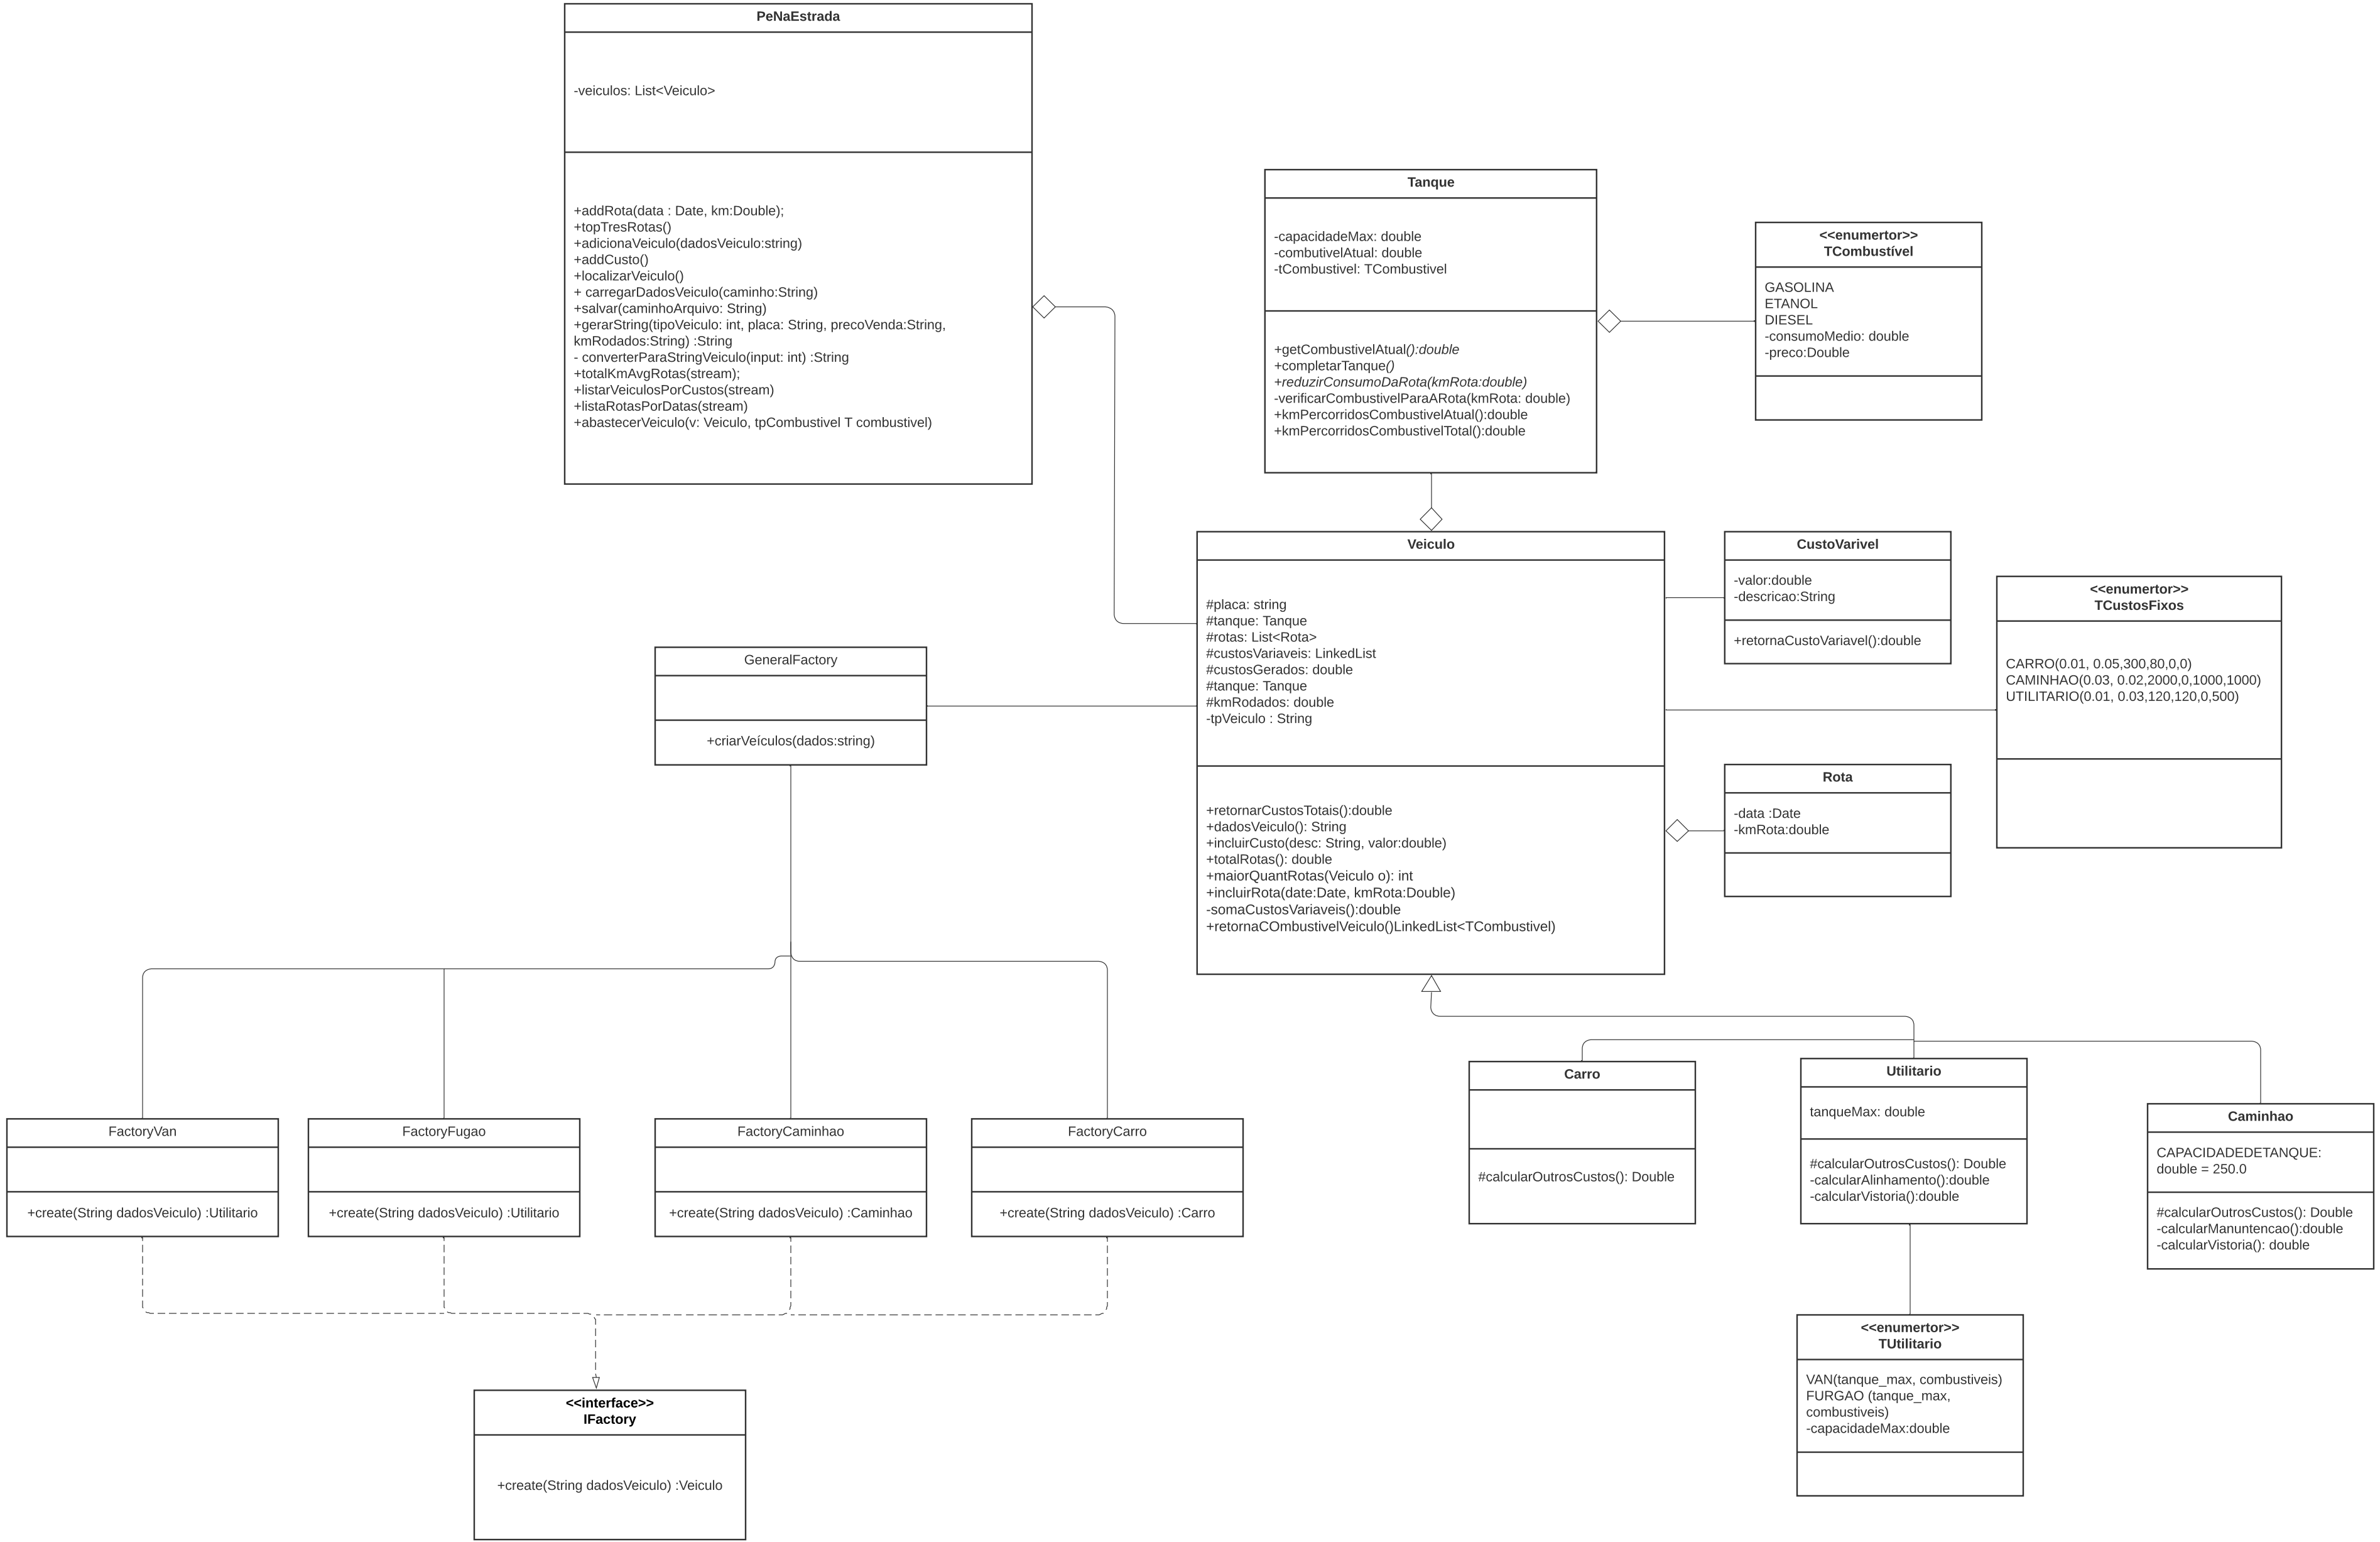 PeNaEstrada
-veiculos: List<Veiculo>
+addRota(data : Date, km:Double);
+topTresRotas()
+adicionaVeiculo(dadosVeiculo:string)
+addCusto()
+localizarVeiculo()
+ carregarDadosVeiculo(caminho:String)
+salvar(caminhoArquivo: String)
+gerarString(tipoVeiculo: int, placa: String, precoVenda:String,
kmRodados:String) :String
- converterParaStringVeiculo(input: int) :String
+totalKmAvgRotas(stream);
+listarVeiculosPorCustos(stream)
+listaRotasPorDatas(stream)
+abastecerVeiculo(v: Veiculo, tpCombustivel T combustivel)
Tanque
-capacidadeMax: double
-combutivelAtual: double
-tCombustivel: TCombustivel
+getCombustivelAtual():double
+completarTanque()
+reduzirConsumoDaRota(kmRota:double)
-verificarCombustivelParaARota(kmRota: double)
+kmPercorridosCombustivelAtual():double
+kmPercorridosCombustivelTotal():double
<<enumertor>>
TCombustível
GASOLINA
ETANOL
DIESEL
-consumoMedio: double
-preco:Double
Veiculo
#placa: string
#tanque: Tanque
#rotas: List<Rota>
#custosVariaveis: LinkedList
#custosGerados: double
#tanque: Tanque
#kmRodados: double
-tpVeiculo : String
+retornarCustosTotais():double
+dadosVeiculo(): String
+incluirCusto(desc: String, valor:double)
+totalRotas(): double
+maiorQuantRotas(Veiculo o): int
+incluirRota(date:Date, kmRota:Double)
-somaCustosVariaveis():double
+retornaCOmbustivelVeiculo()LinkedList<TCombustivel)
CustoVarivel
-valor:double
-descricao:String
+retornaCustoVariavel():double
<<enumertor>>
TCustosFixos
CARRO(0.01, 0.05,300,80,0,0)
CAMINHAO(0.03, 0.02,2000,0,1000,1000)
UTILITARIO(0.01, 0.03,120,120,0,500)
Rota
-data :Date
-kmRota:double
GeneralFactory
+criarVeículos(dados:string)
FactoryVan
+create(String dadosVeiculo) :Utilitario
FactoryFugao
+create(String dadosVeiculo) :Utilitario
FactoryCaminhao
+create(String dadosVeiculo) :Caminhao
FactoryCarro
+create(String dadosVeiculo) :Carro
Carro
#calcularOutrosCustos(): Double
Utilitario
tanqueMax: double
#calcularOutrosCustos(): Double
-calcularAlinhamento():double
-calcularVistoria():double
Caminhao
CAPACIDADEDETANQUE:
double = 250.0
#calcularOutrosCustos(): Double
-calcularManuntencao():double
-calcularVistoria(): double
<<enumertor>>
TUtilitario
VAN(tanque_max, combustiveis)
FURGAO (tanque_max,
combustiveis)
-capacidadeMax:double
<<interface>>
IFactory
+create(String dadosVeiculo) :Veiculo